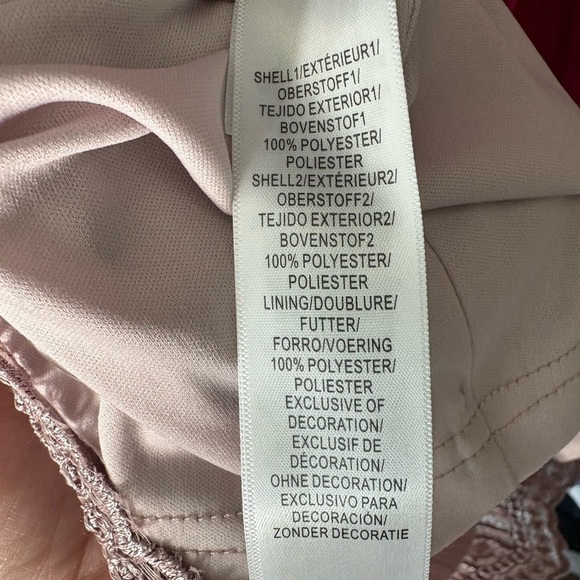 SHELL1/EXTÉRIEUR1/
OBERSTOFF1/
TEJIDO EXTERIOR1/
BOVENSTOF1
100% POLYESTER/
POLIESTER
SHELL2/EXTÉRIEUR2/
OBERSTOFF2/
TEJIDO EXTERIOR2/
BOVENSTOF2
100% POLYESTER/
POLIESTER
LINING/DOUBLURE/
FUTTER/
FORRO/VOERING
100% POLYESTER/
POLIESTER
EXCLUSIVE OF
DECORATION/
EXCLUSIF DE
DÉCORATION/
OHNE DECORATION/
EXCLUSIVO PARA
DECORACIÓN/
ZONDER DECORATIE